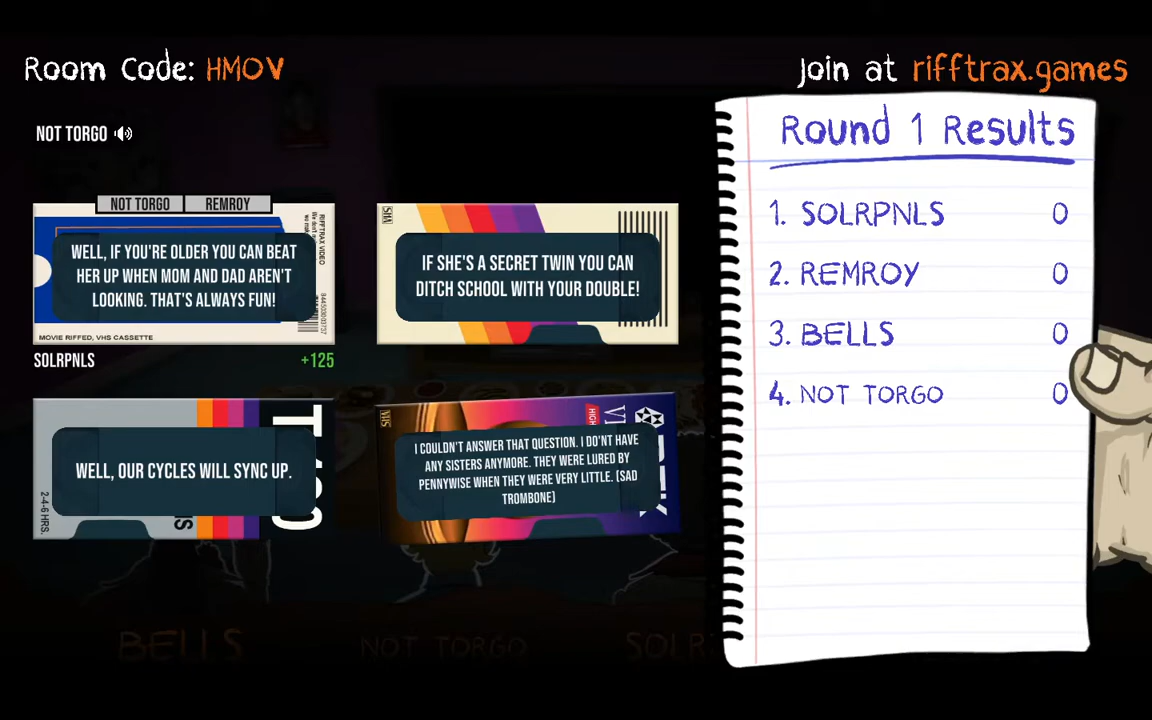 Room Code: HMOV
Join at rifftrax.games
NOT TORGO
NOT TORGO REMROY
WELL, IF YOU'RE OLDER YOU CAN BEAT
HER UP WHEN MOM AND DAD AREN'T
LOOKING. THAT'S ALWAYS FUN!
RIFFTRAX VIDEO
MOVIE RIFFED, VHS CASSETTE
SOLRPNLS +125
IF SHE'S A SECRET TWIN YOU CAN
DITCH SCHOOL WITH YOUR DOUBLE!
WELL, OUR CYCLES WILL SYNC UP.
2-4-6 HRS.
I COULDN'T ANSWER THAT QUESTION. I DO'NT HAVE
ANY SISTERS ANYMORE. THEY WERE LURED BY
PENNYWISE WHEN THEY WERE VERY LITTLE. (SAD
TROMBONE)
VHS
Round 1 Results
1. SOLRPNLS 0
2. REMROY 0
3. BELLS 0
4. NOT TORGO 0
BELLS
NOT TORGO
SOLR